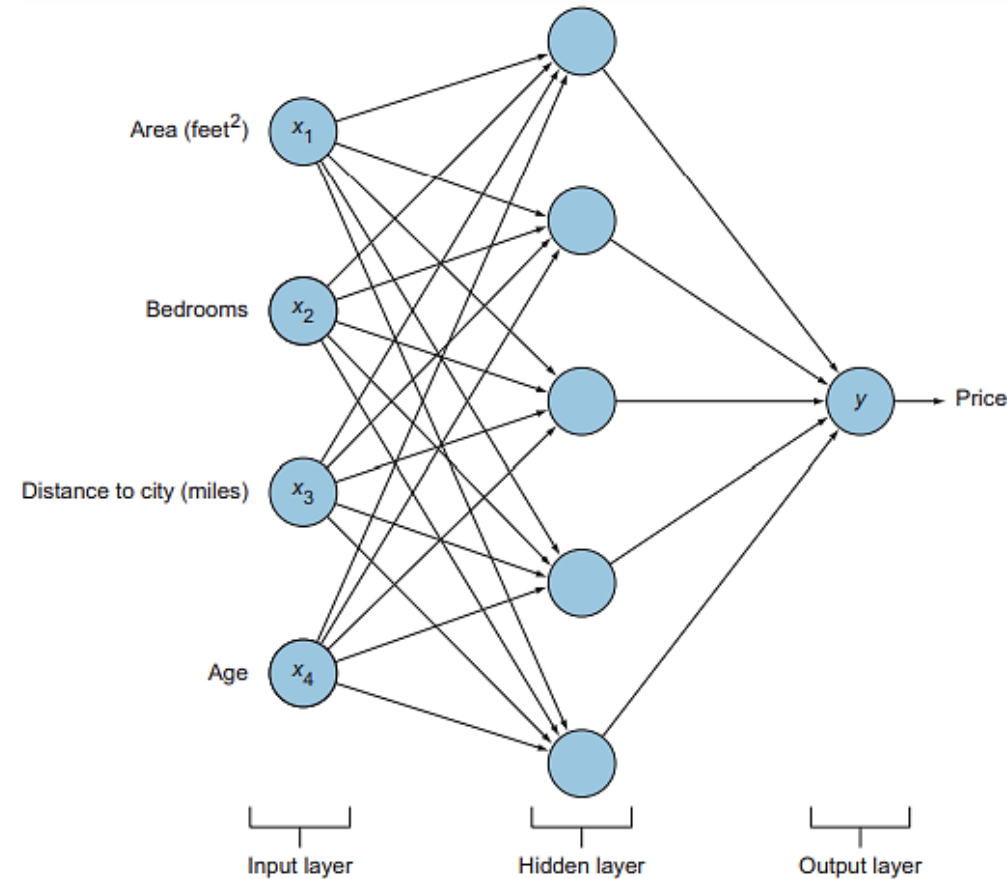 Area (feet²)
x₁
Bedrooms
x₂
Distance to city (miles)
x₃
Age
x₄
y
Price
Input layer
Hidden layer
Output layer